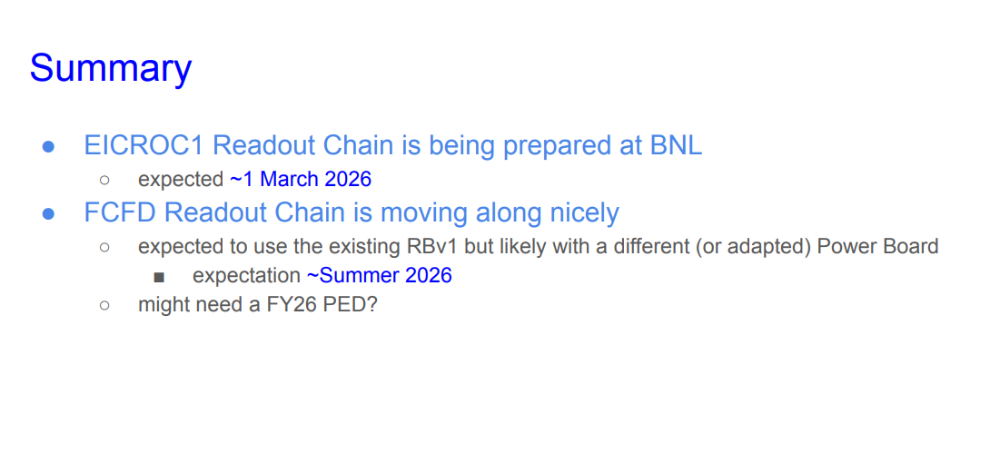 Summary
● EICROC1 Readout Chain is being prepared at BNL
○ expected ~1 March 2026
● FCFD Readout Chain is moving along nicely
○ expected to use the existing RBv1 but likely with a different (or adapted) Power Board
■ expectation ~Summer 2026
○ might need a FY26 PED?